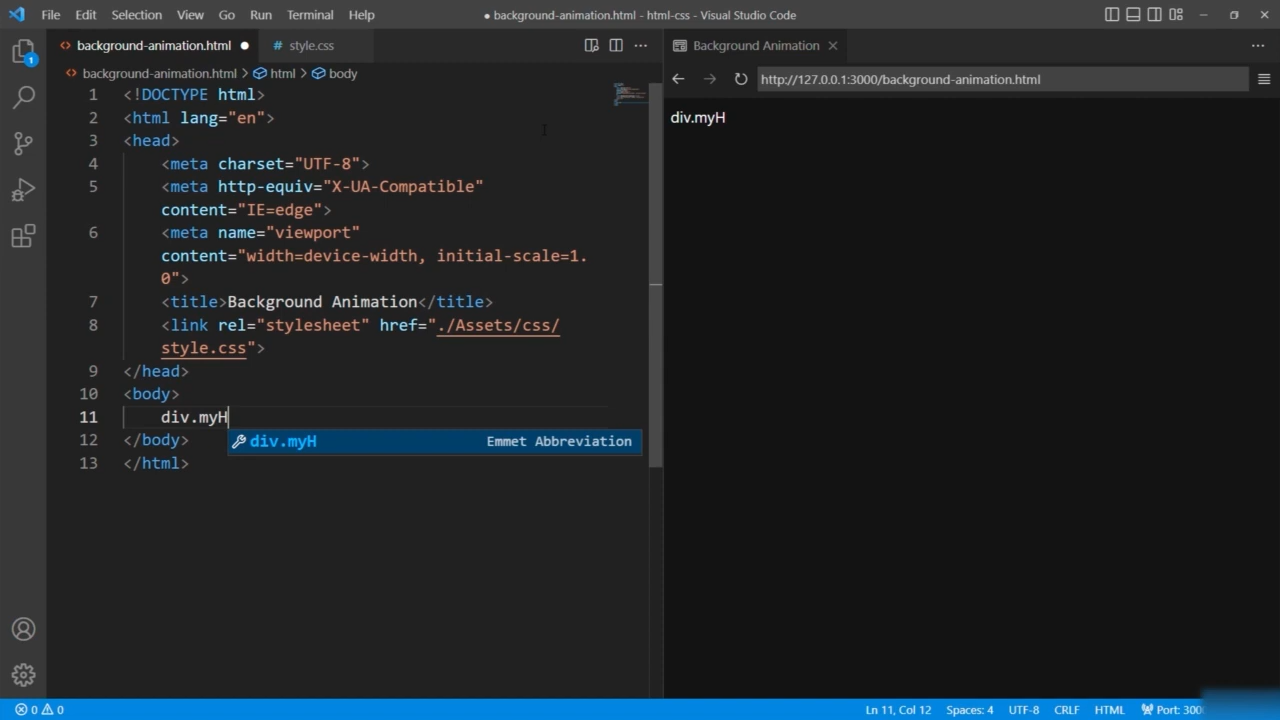 File Edit Selection View Go Run Terminal Help
● background-animation.html - html-css - Visual Studio Code
background-animation.html ●
# style.css
background-animation.html > html > body
1 <!DOCTYPE html>
2 <html lang="en">
3 <head>
4 <meta charset="UTF-8">
5 <meta http-equiv="X-UA-Compatible"
content="IE=edge">
6 <meta name="viewport"
content="width=device-width, initial-scale=1.
0">
7 <title>Background Animation</title>
8 <link rel="stylesheet" href="./Assets/css/
style.css">
9 </head>
10 <body>
11 div.myH
div.myH Emmet Abbreviation
12 </body>
13 </html>
Background Animation
http://127.0.0.1:3000/background-animation.html
div.myH
1
0 0
Ln 11, Col 12 Spaces: 4 UTF-8 CRLF HTML Port: